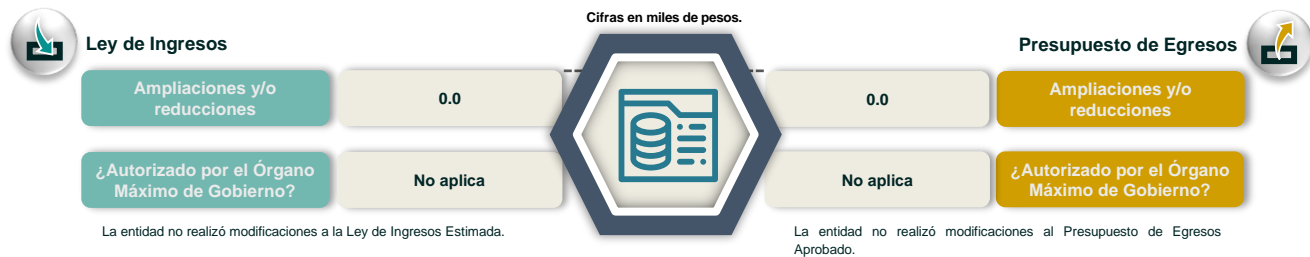 Cifras en miles de pesos.
Ley de Ingresos
Ampliaciones y/o
reducciones
0.0
¿Autorizado por el Órgano
Máximo de Gobierno?
No aplica
La entidad no realizó modificaciones a la Ley de Ingresos Estimada.
Presupuesto de Egresos
0.0
Ampliaciones y/o
reducciones
No aplica
¿Autorizado por el Órgano
Máximo de Gobierno?
La entidad no realizó modificaciones al Presupuesto de Egresos
Aprobado.